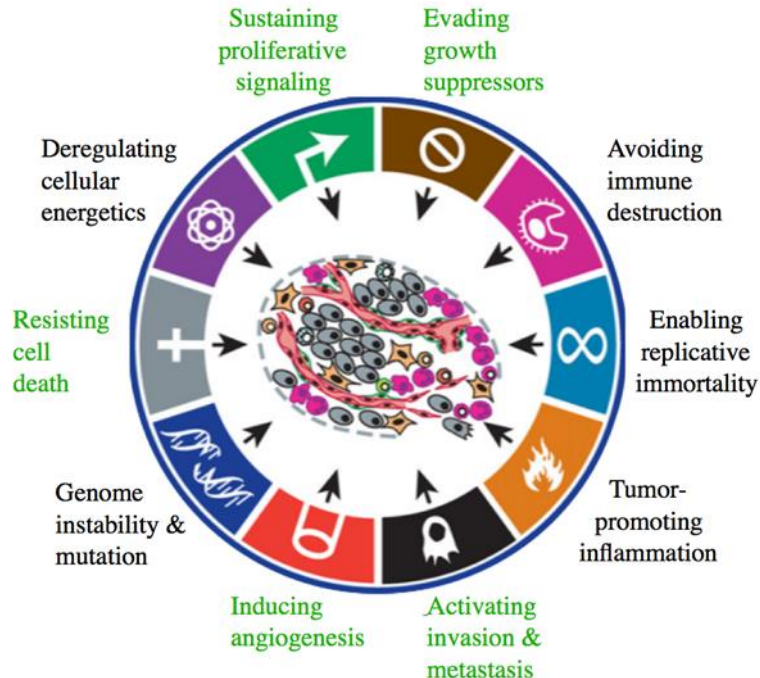 Sustaining
proliferative
signaling
Evading
growth
suppressors
Deregulating
cellular
energetics
Avoiding
immune
destruction
Resisting
cell
death
Enabling
replicative
immortality
Genome
instability &
mutation
Tumor-
promoting
inflammation
Inducing
angiogenesis
Activating
invasion &
metastasis